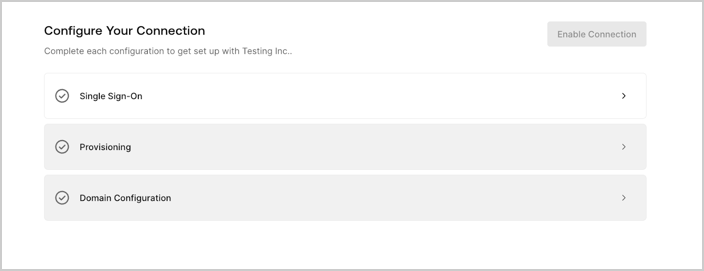 Configure Your Connection
Enable Connection
Complete each configuration to get set up with Testing Inc..
Single Sign-On
Provisioning
Domain Configuration